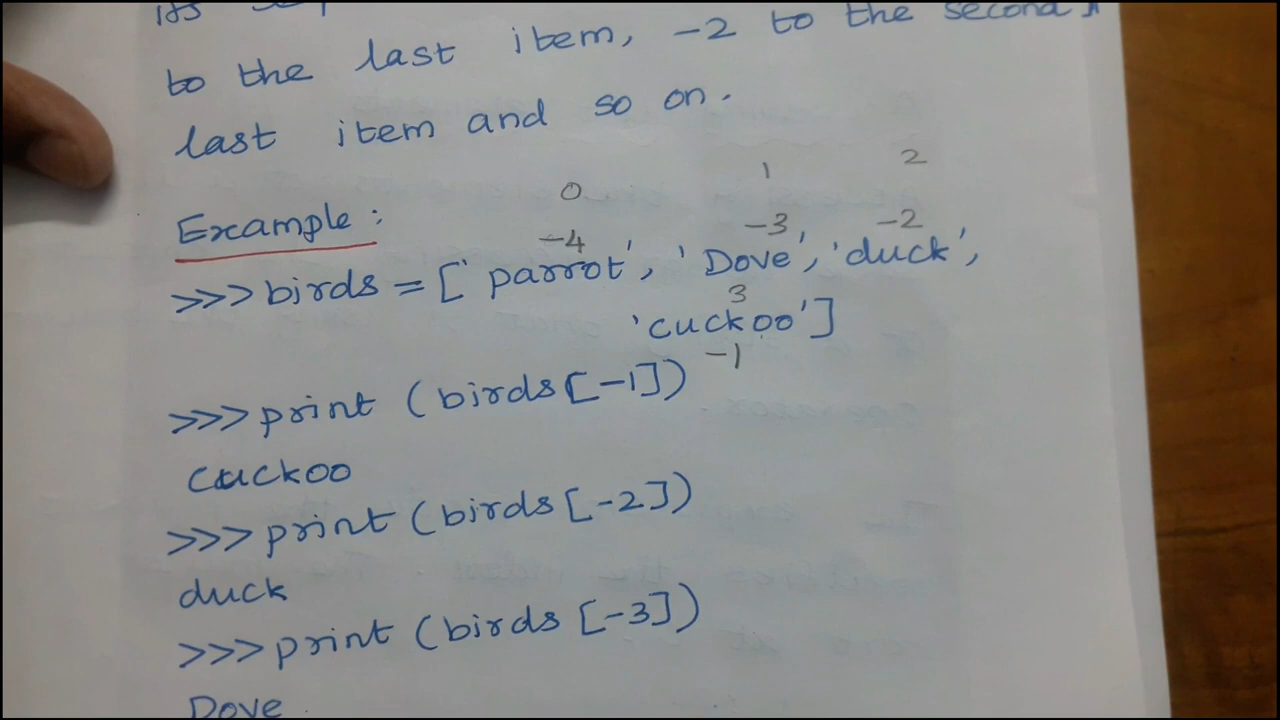 to the last item, -2 to the second
last item and so on.
0 1 2
Example :
-4 -3 -2
>>> birds = ['parrot', 'Dove', 'duck',
3
'cuckoo']
-1
>>> print (birds [-1])
cuckoo
>>> print (birds [-2])
duck
>>> print (birds [-3])
Dove